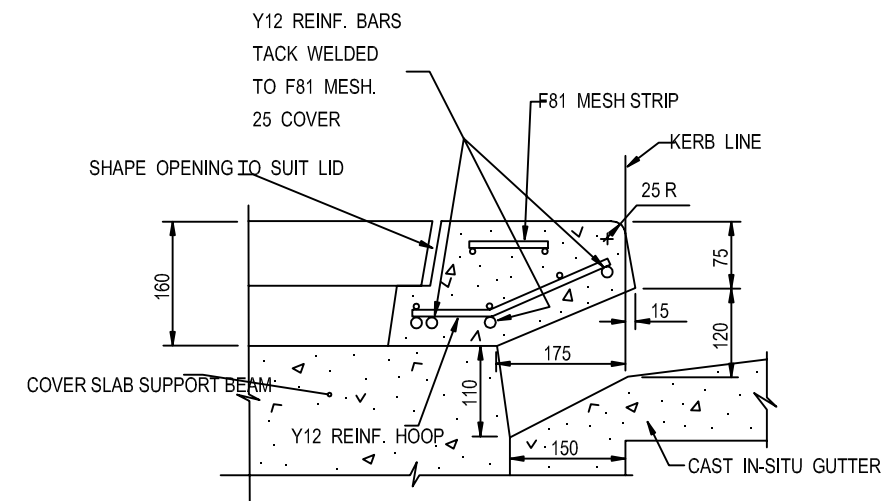 Y12 REINF. BARS
TACK WELDED
TO F81 MESH.
25 COVER
F81 MESH STRIP
KERB LINE
SHAPE OPENING TO SUIT LID
25 R
160
75
15
120
175
110
COVER SLAB SUPPORT BEAM
Y12 REINF. HOOP
150
CAST IN-SITU GUTTER